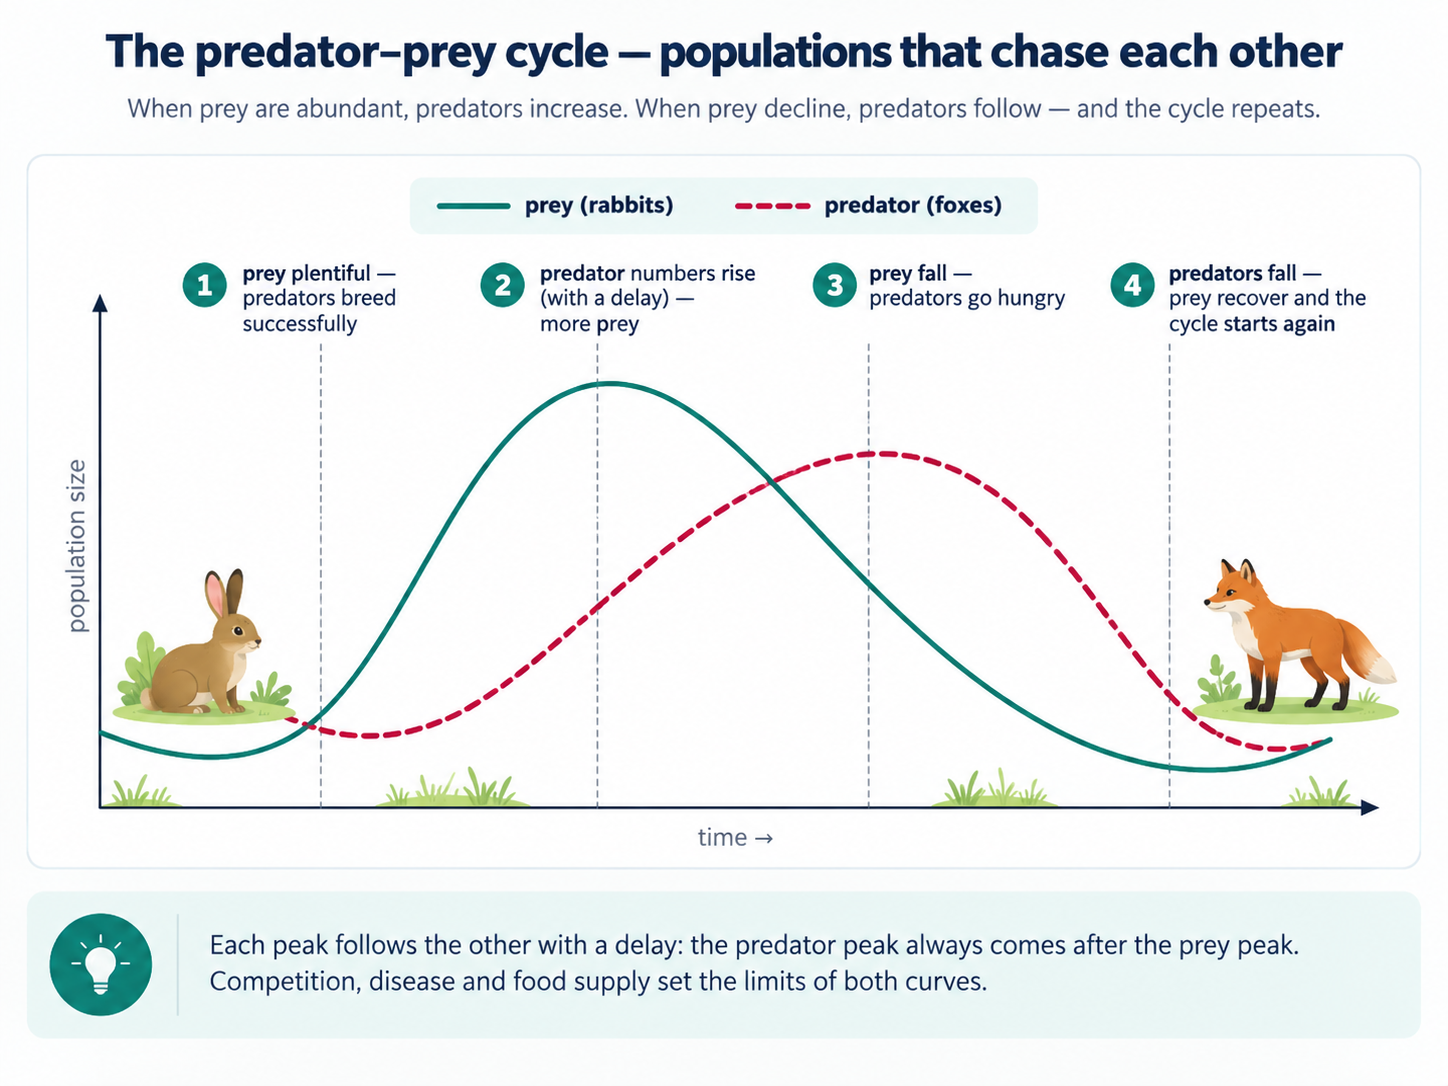 The predator–prey cycle — populations that chase each other
When prey are abundant, predators increase. When prey decline, predators follow — and the cycle repeats.
prey (rabbits)
predator (foxes)
1
prey plentiful —
predators breed
successfully
2
predator numbers rise
(with a delay) —
more prey
3
prey fall —
predators go hungry
4
predators fall —
prey recover and the
cycle starts again
population size
time →
Each peak follows the other with a delay: the predator peak always comes after the prey peak.
Competition, disease and food supply set the limits of both curves.